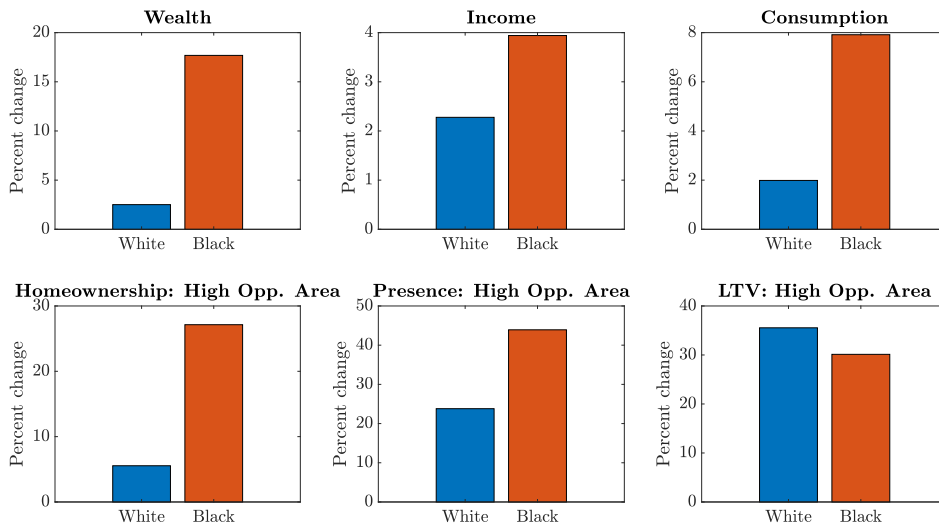 Wealth
Percent change
20
15
10
5
0
White Black
Income
Percent change
4
3
2
1
0
White Black
Consumption
Percent change
8
6
4
2
0
White Black
Homeownership: High Opp. Area
Percent change
30
20
10
0
White Black
Presence: High Opp. Area
Percent change
50
40
30
20
10
0
White Black
LTV: High Opp. Area
Percent change
40
30
20
10
0
White Black